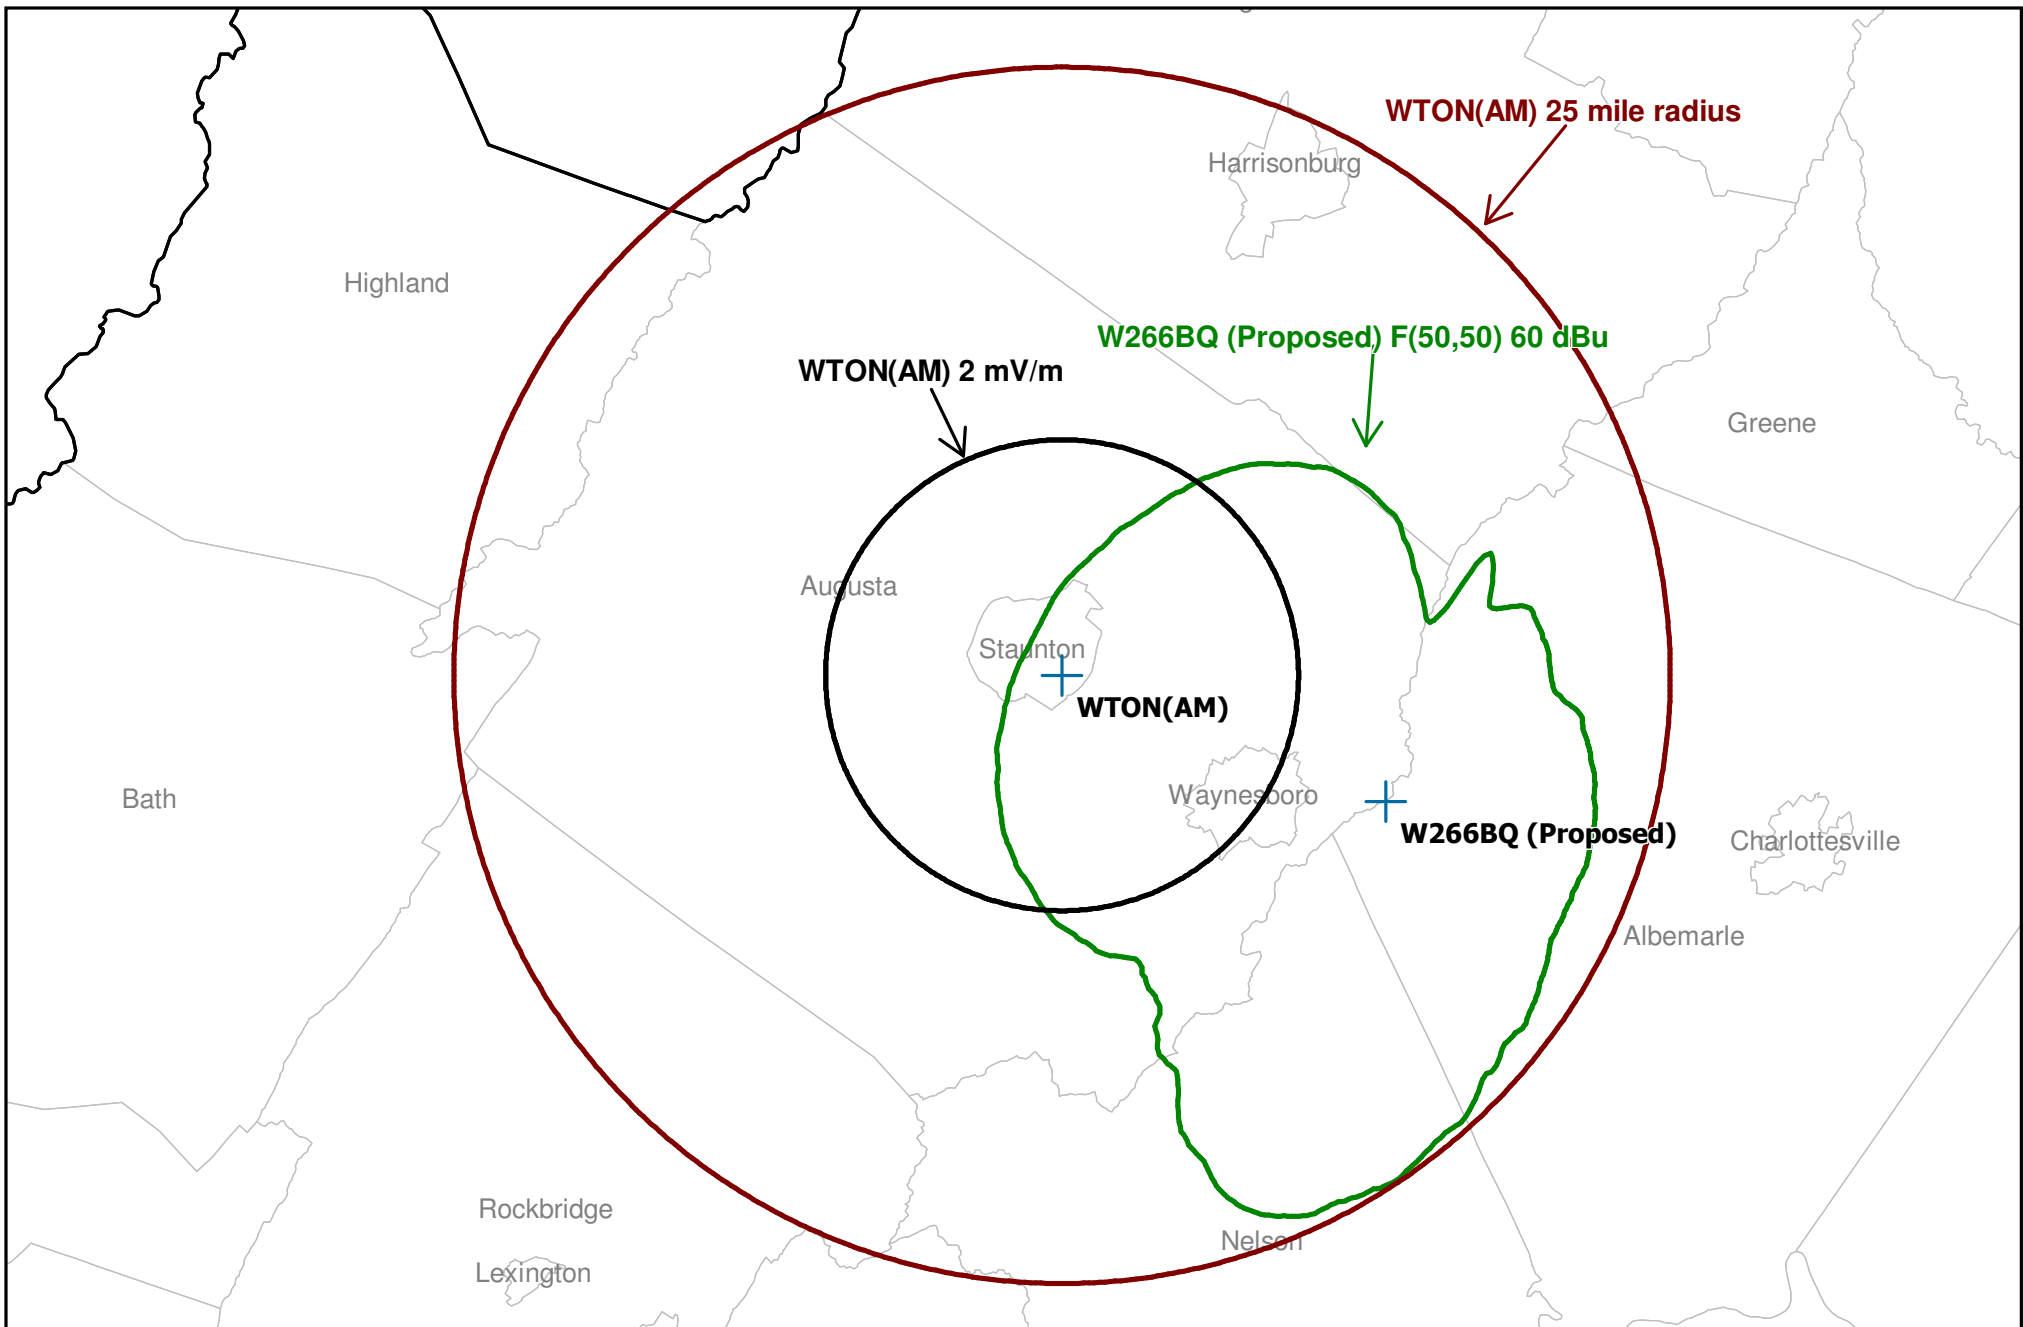 WTON(AM) 25 mile radius
Harrisonburg
Highland
W266BQ (Proposed) F(50,50) 60 dBu
WTON(AM) 2 mV/m
Greene
Augusta
Staunton
WTON(AM)
Bath
Waynesboro
W266BQ (Proposed)
Charlottesville
Albemarle
Rockbridge
Nelson
Lexington